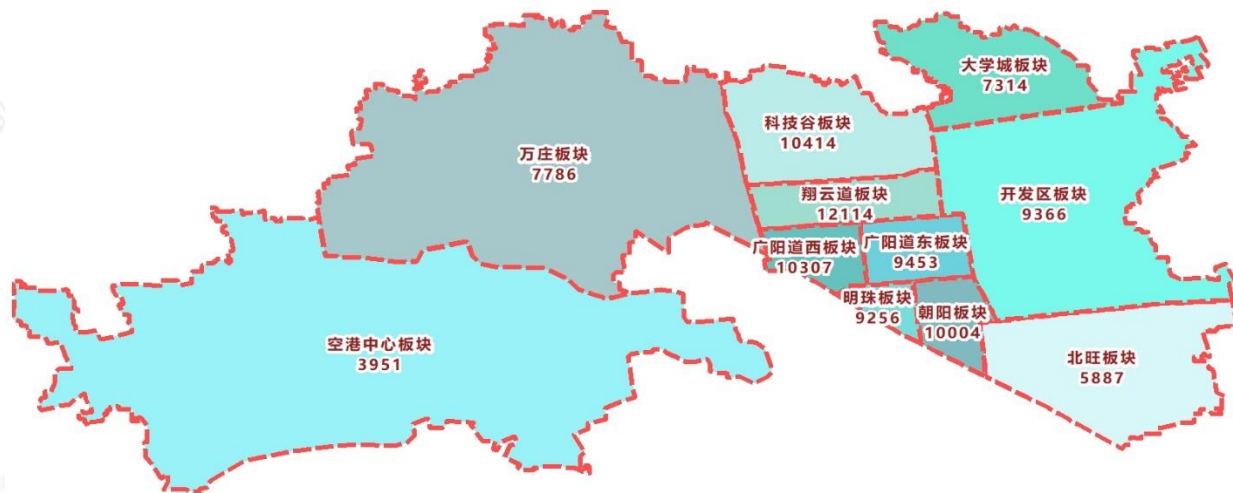 大学城板块
7314
科技谷板块
10414
万庄板块
7786
翔云道板块
12114
开发区板块
9366
广阳道西板块
10307
广阳道东板块
9453
明珠板块
9256
朝阳板块
10004
空港中心板块
3951
北旺板块
5887